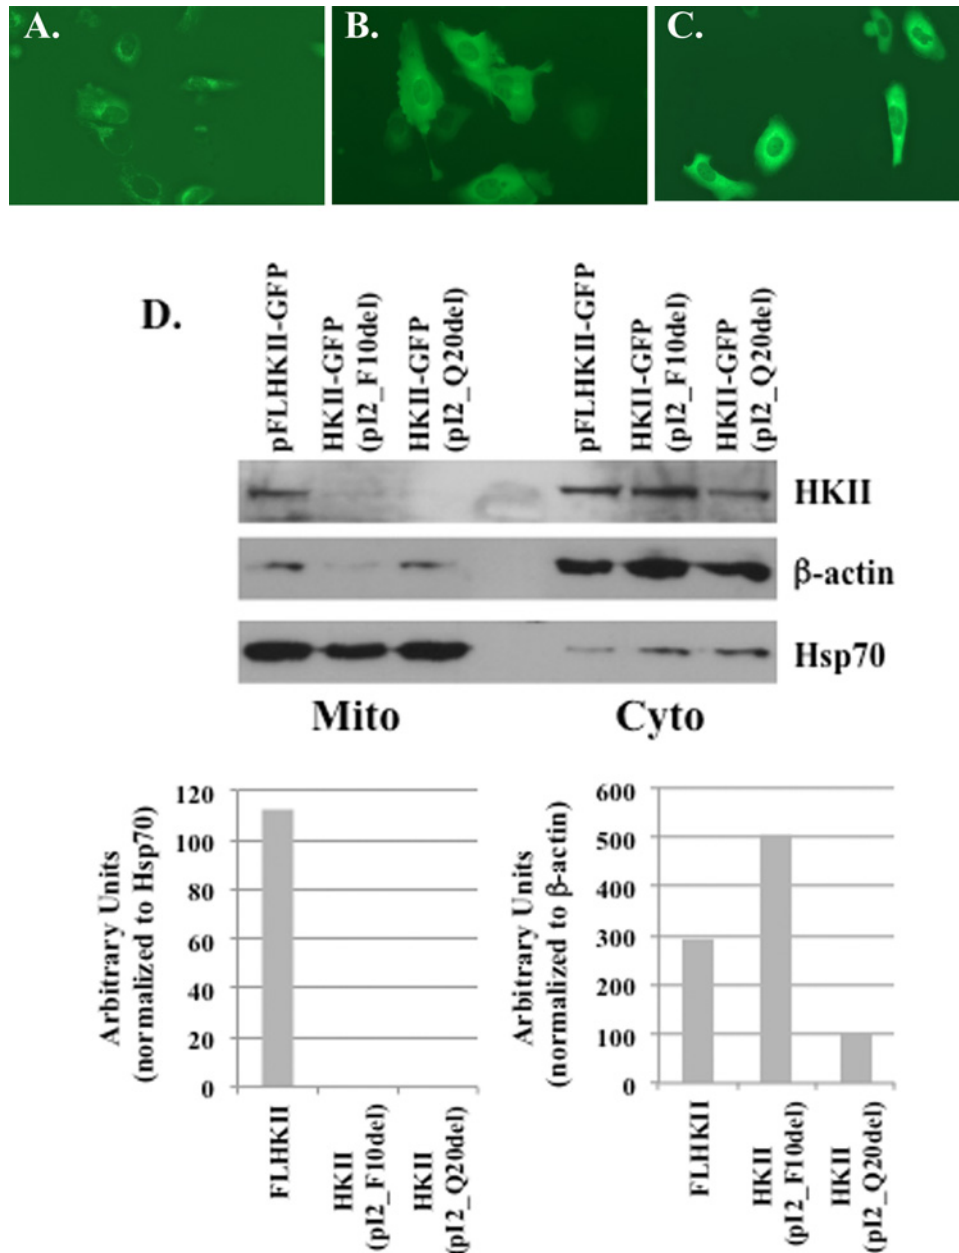 A.
B.
C.
D.
pFLHKII-GFP
HKII-GFP
(pI2_F10del)
HKII-GFP
(pI2_Q20del)
pFLHKII-GFP
HKII-GFP
(pI2_F10del)
HKII-GFP
(pI2_Q20del)
HKII
β-actin
Hsp70
Mito
Cyto
Arbitrary Units
(normalized to Hsp70)
120
100
80
60
40
20
0
FLHKII
HKII
(pI2_F10del)
HKII
(pI2_Q20del)
Arbitrary Units
(normalized to β-actin)
600
500
400
300
200
100
0
FLHKII
HKII
(pI2_F10del)
HKII
(pI2_Q20del)